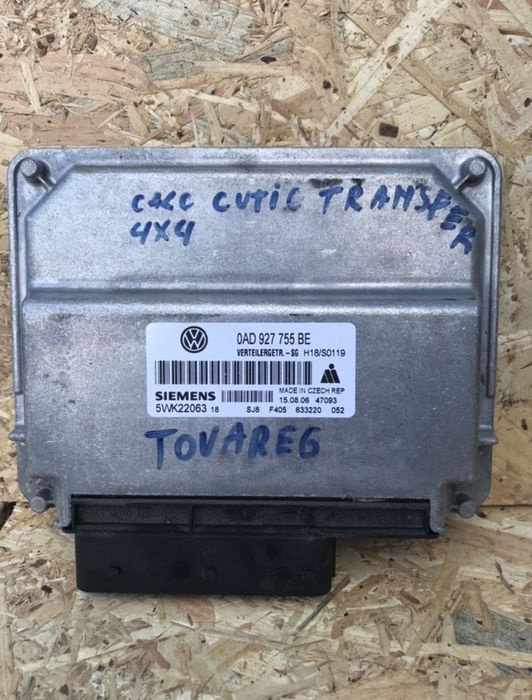 CALC CUTIE TRANSFER
4X4
VW
0AD 927 755 BE
VERTEILERGETR.-SG H18/S0119
SIEMENS
MADE IN CZECH REP
15.08.06 47093
5WK22063 18 SJ8 F405 633220 052
TOVAREG